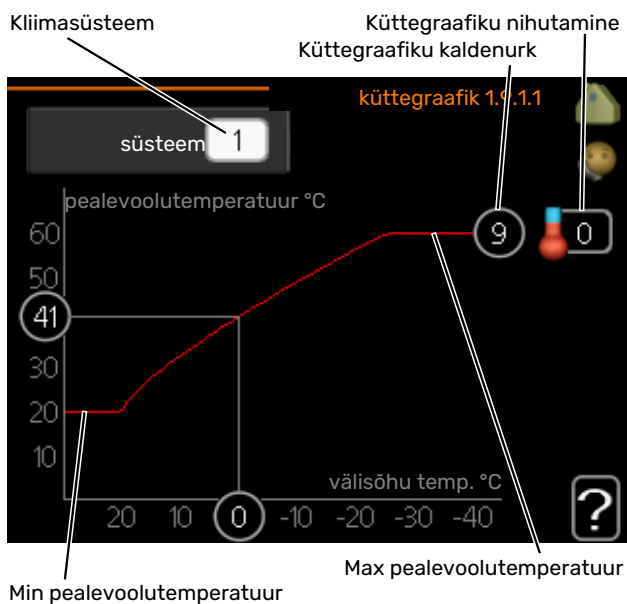 Kliimasüsteem
Küttegraafiku nihutamine
Küttegraafiku kaldenurk
küttegraafik 1.9.1.1
süsteem 1
pealevoolutemperatuur °C
60
9
0
50
41
30
20
10
välisõhu temp. °C
20 10 0 -10 -20 -30 -40
?
Max pealevoolutemperatuur
Min pealevoolutemperatuur